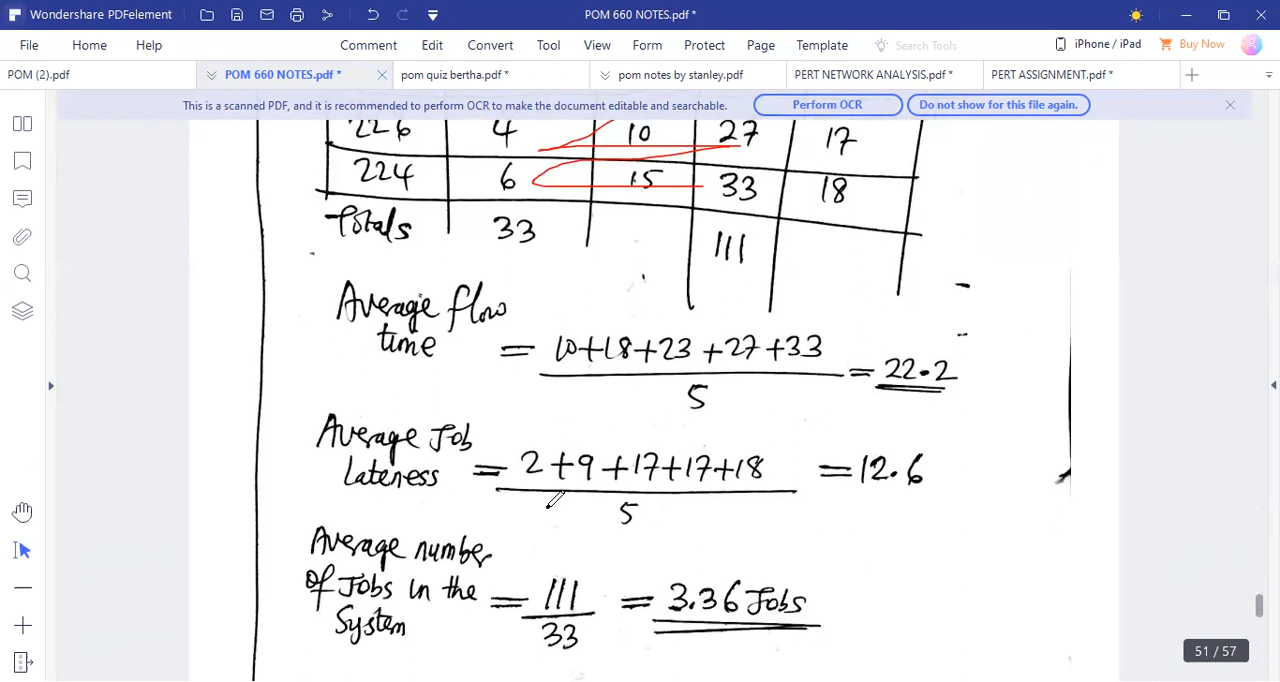 Wondershare PDFelement
POM 660 NOTES.pdf *
File Home Help Comment Edit Convert Tool View Form Protect Page Template Search Tools iPhone / iPad Buy Now
POM (2).pdf POM 660 NOTES.pdf * pom quiz bertha.pdf * pom notes by stanley.pdf PERT NETWORK ANALYSIS.pdf * PERT ASSIGNMENT.pdf *
This is a scanned PDF, and it is recommended to perform OCR to make the document editable and searchable. Perform OCR Do not show for this file again.
226 4 10 27 17
224 6 15 33 18
Totals 33 111
Average flow
time = 10+18+23+27+33 = 22.2
5
Average Job
lateness = 2+9+17+17+18 = 12.6
5
Average number
of Jobs in the
System = 111 = 3.36 Jobs
33
51 / 57